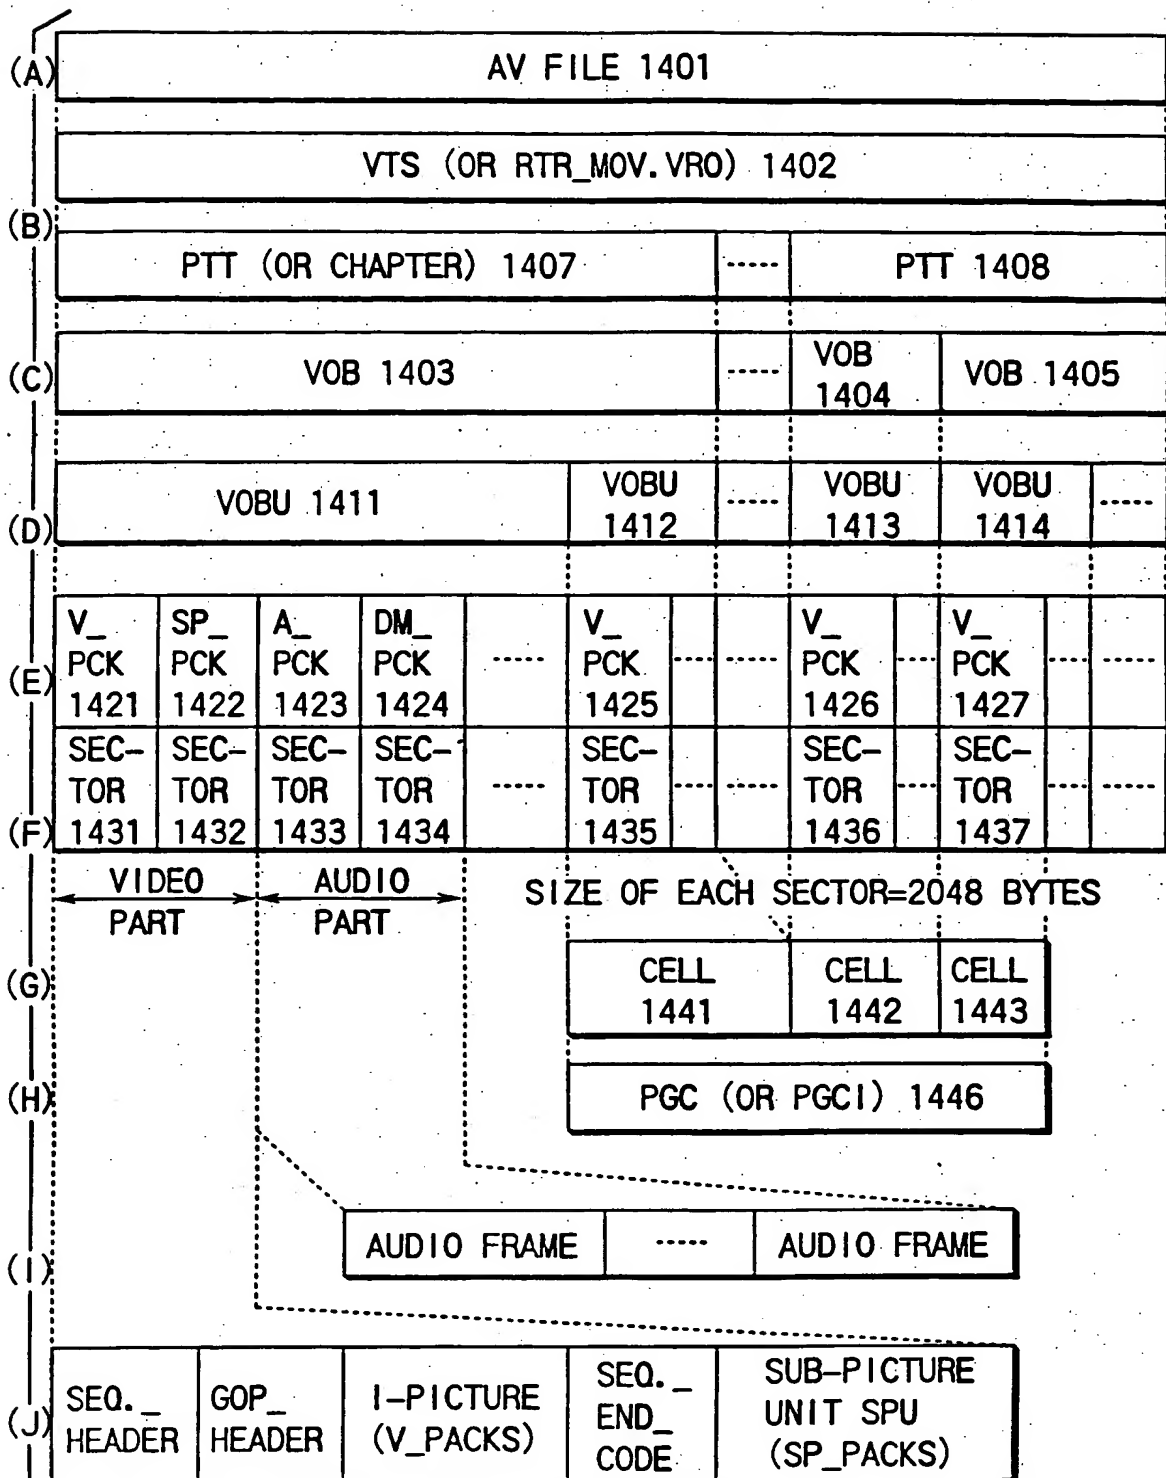 (A)
AV FILE 1401
VTS (OR RTR_MOV.VRO) 1402
(B)
PTT (OR CHAPTER) 1407 ----- PTT 1408
(C)
VOB 1403 ----- VOB 1404 VOB 1405
(D)
VOBU 1411 VOBU 1412 ----- VOBU 1413 VOBU 1414 -----
(E)
V_ PCK 1421 SP_ PCK 1422 A_ PCK 1423 DM_ PCK 1424 ----- V_ PCK 1425 ---- ----- V_ PCK 1426 ---- V_ PCK 1427 ---- -----
(F)
SEC- TOR 1431 SEC- TOR 1432 SEC- TOR 1433 SEC- TOR 1434 ----- SEC- TOR 1435 ---- ----- SEC- TOR 1436 ---- SEC- TOR 1437 ---- -----
VIDEO PART AUDIO PART SIZE OF EACH SECTOR=2048 BYTES
(G)
CELL 1441 CELL 1442 CELL 1443
(H)
PGC (OR PGCI) 1446
(I)
AUDIO FRAME ----- AUDIO FRAME
(J)
SEQ._ HEADER GOP_ HEADER I-PICTURE (V_PACKS) SEQ._ END_ CODE SUB-PICTURE UNIT SPU (SP_PACKS)